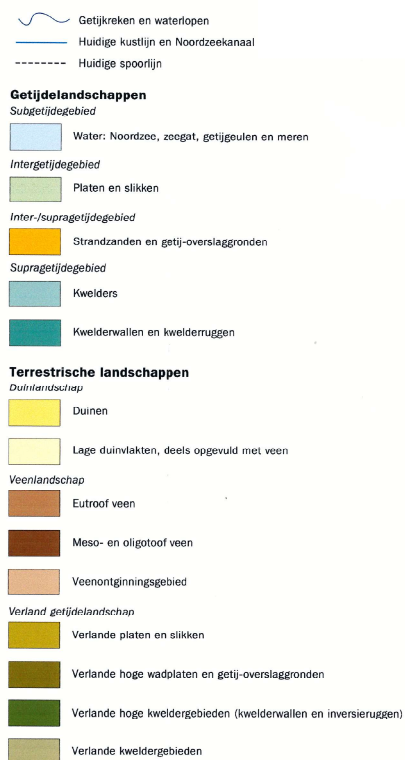 Getijkreken en waterlopen
Huidige kustlijn en Noordzeekanaal
Huidige spoorlijn
Getijdelandschappen
Subgetijdegebied
Water: Noordzee, zeegat, getijgeulen en meren
Intergetijdegebied
Platen en slikken
Inter-/supragetijdegebied
Strandzanden en getij-overslaggronden
Supragetijdegebied
Kwelders
Kwelderwallen en kwelderruggen
Terrestrische landschappen
Duinlandschap
Duinen
Lage duinvlakten, deels opgevuld met veen
Veenlandschap
Eutroof veen
Meso- en oligotoof veen
Veenontginningsgebied
Verland getijdelandschap
Verlande platen en slikken
Verlande hoge wadplaten en getij-overslaggronden
Verlande hoge kweldergebieden (kwelderwallen en inversieruggen)
Verlande kweldergebieden